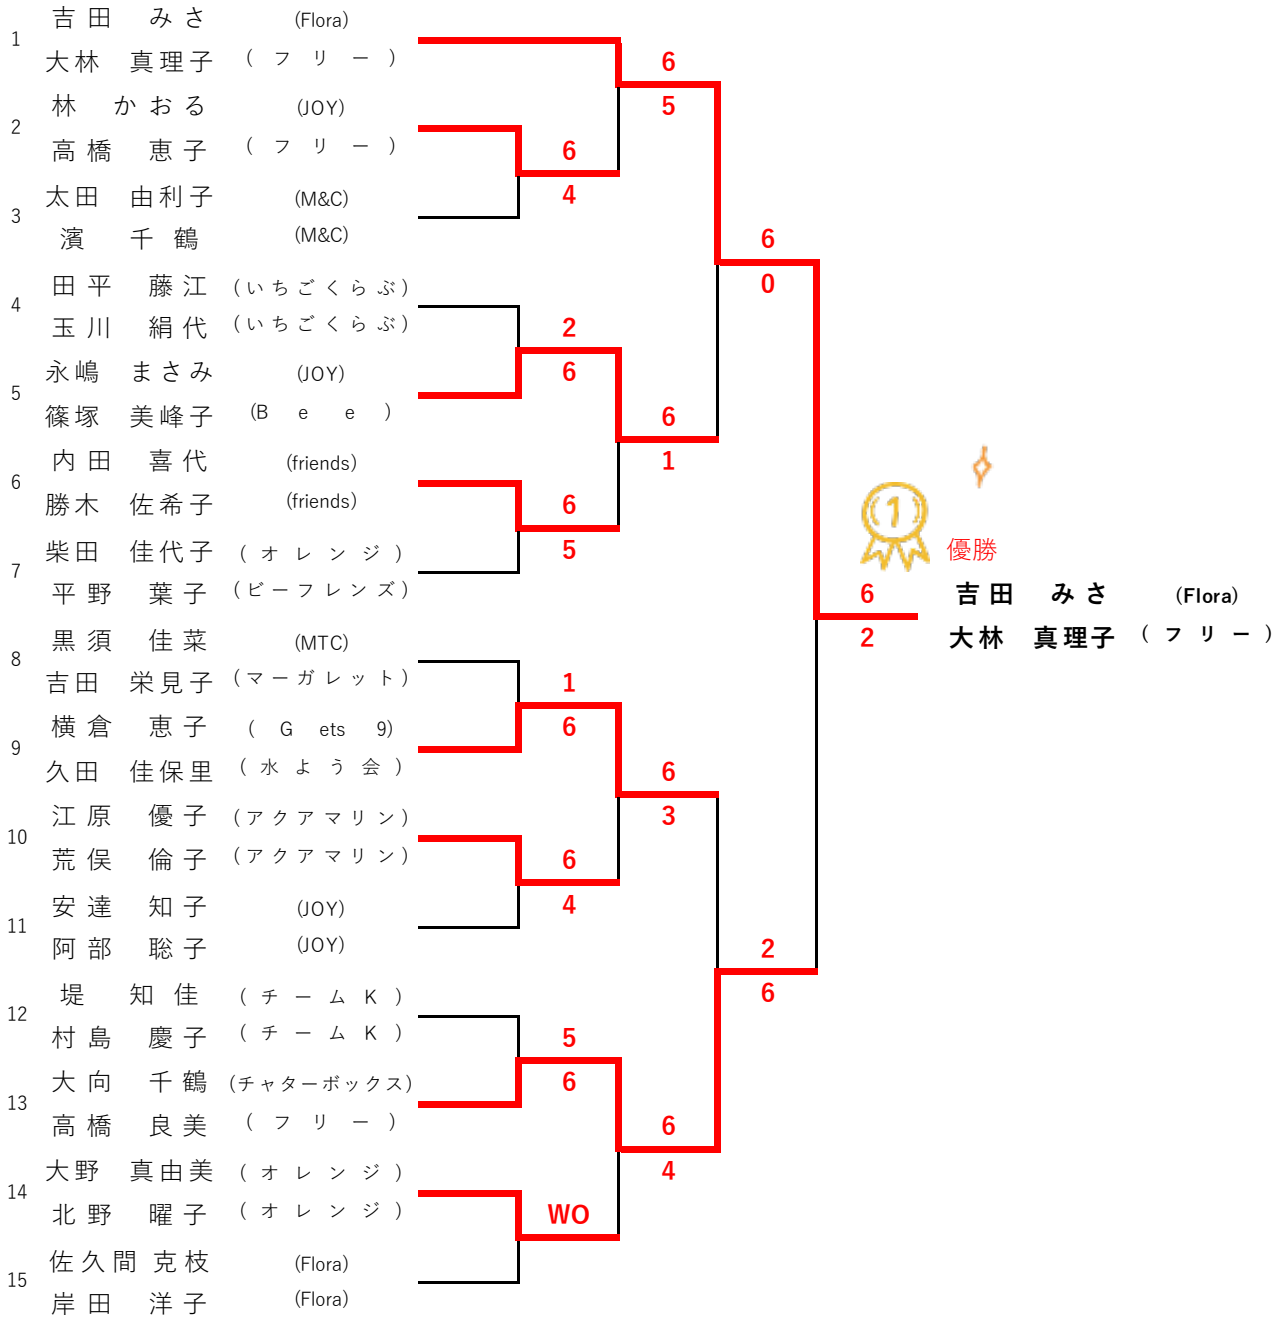 1
吉田 みさ (Flora)
大林 真理子 (フリー)
2
林 かおる (JOY)
高橋 恵子 (フリー)
3
太田 由利子 (M&C)
濱 千鶴 (M&C)
4
田平 藤江 (いちごくらぶ)
玉川 絹代 (いちごくらぶ)
5
永嶋 まさみ (JOY)
篠塚 美峰子 (Bee)
6
内田 喜代 (friends)
勝木 佐希子 (friends)
7
柴田 佳代子 (オレンジ)
平野 葉子 (ビーフレンズ)
8
黒須 佳菜 (MTC)
吉田 栄見子 (マーガレット)
9
横倉 恵子 (Gets 9)
久田 佳保里 (水よう会)
10
江原 優子 (アクアマリン)
荒俣 倫子 (アクアマリン)
11
安達 知子 (JOY)
阿部 聡子 (JOY)
12
堤 知佳 (チームK)
村島 慶子 (チームK)
13
大向 千鶴 (チャターボックス)
高橋 良美 (フリー)
14
大野 真由美 (オレンジ)
北野 曜子 (オレンジ)
15
佐久間 克枝 (Flora)
岸田 洋子 (Flora)
6
4
2
6
6
5
1
6
6
4
5
6
WO
6
5
6
1
6
3
6
4
6
0
2
6
6
2
1
優勝
吉田 みさ (Flora)
大林 真理子 (フリー)